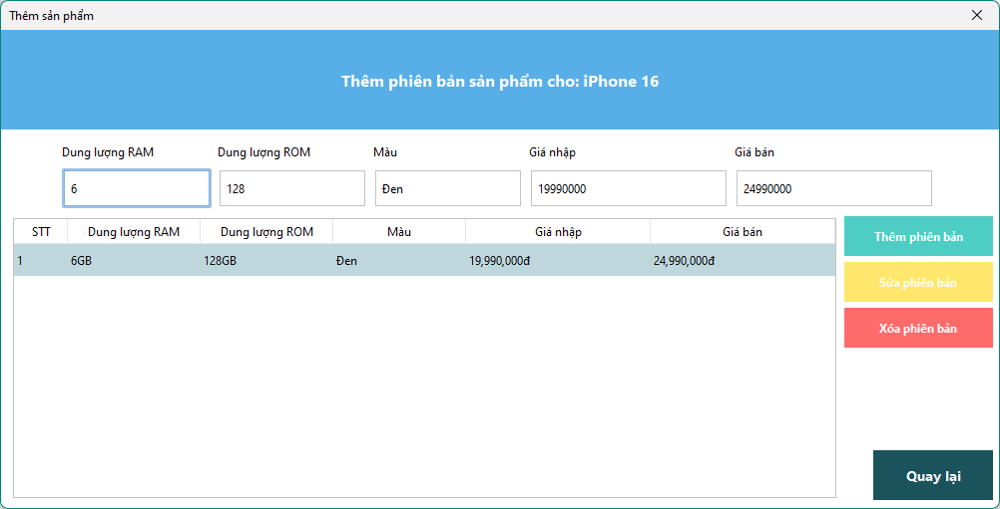 Thêm sản phẩm
Thêm phiên bản sản phẩm cho: iPhone 16
Dung lượng RAM Dung lượng ROM Màu Giá nhập Giá bán
6 128 Đen 19990000 24990000
STT Dung lượng RAM Dung lượng ROM Màu Giá nhập Giá bán
1 6GB 128GB Đen 19,990,000đ 24,990,000đ
Thêm phiên bản
Sửa phiên bản
Xóa phiên bản
Quay lại